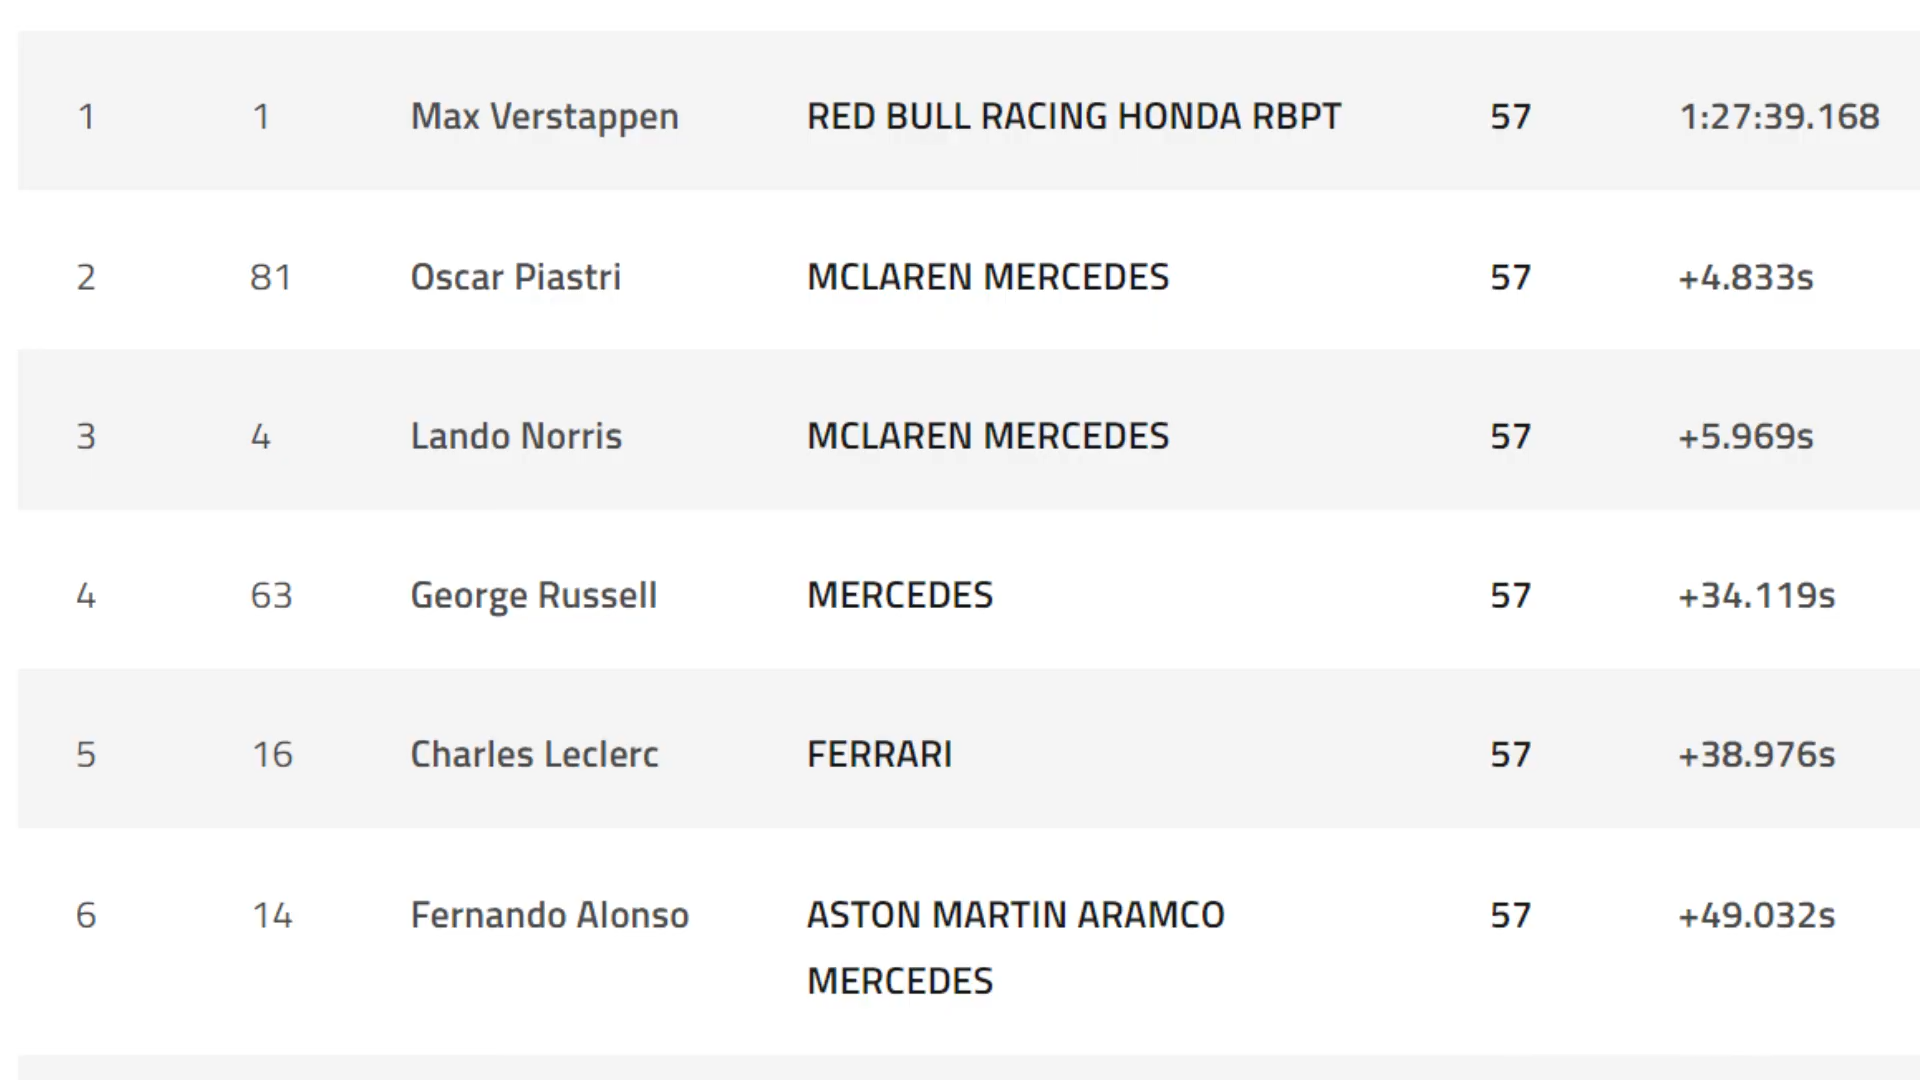 1 1 Max Verstappen RED BULL RACING HONDA RBPT 57 1:27:39.168
2 81 Oscar Piastri MCLAREN MERCEDES 57 +4.833s
3 4 Lando Norris MCLAREN MERCEDES 57 +5.969s
4 63 George Russell MERCEDES 57 +34.119s
5 16 Charles Leclerc FERRARI 57 +38.976s
6 14 Fernando Alonso ASTON MARTIN ARAMCO 57 +49.032s
MERCEDES